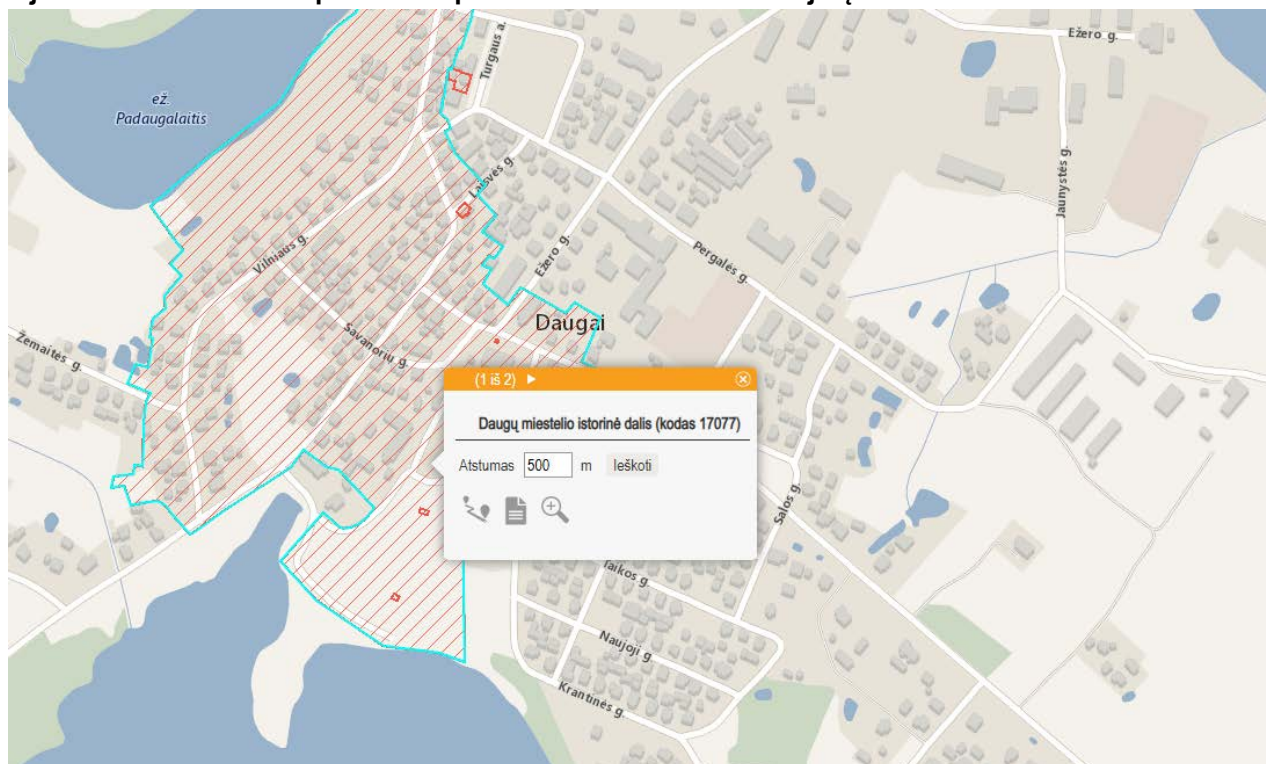 Ežero g.
Turgaus a.
ež.
Padaugalaitis
Jaunystės g.
Laisvės g.
Ežero g.
Pergalės g.
Vilniaus g.
Daugai
Savanorių g.
Žemaitės g.
(1 iš 2)
Daugų miestelio istorinė dalis (kodas 17077)
Atstumas 500 m Ieškoti
Salos g.
Taikos g.
Naujoji g.
Krantinės g.